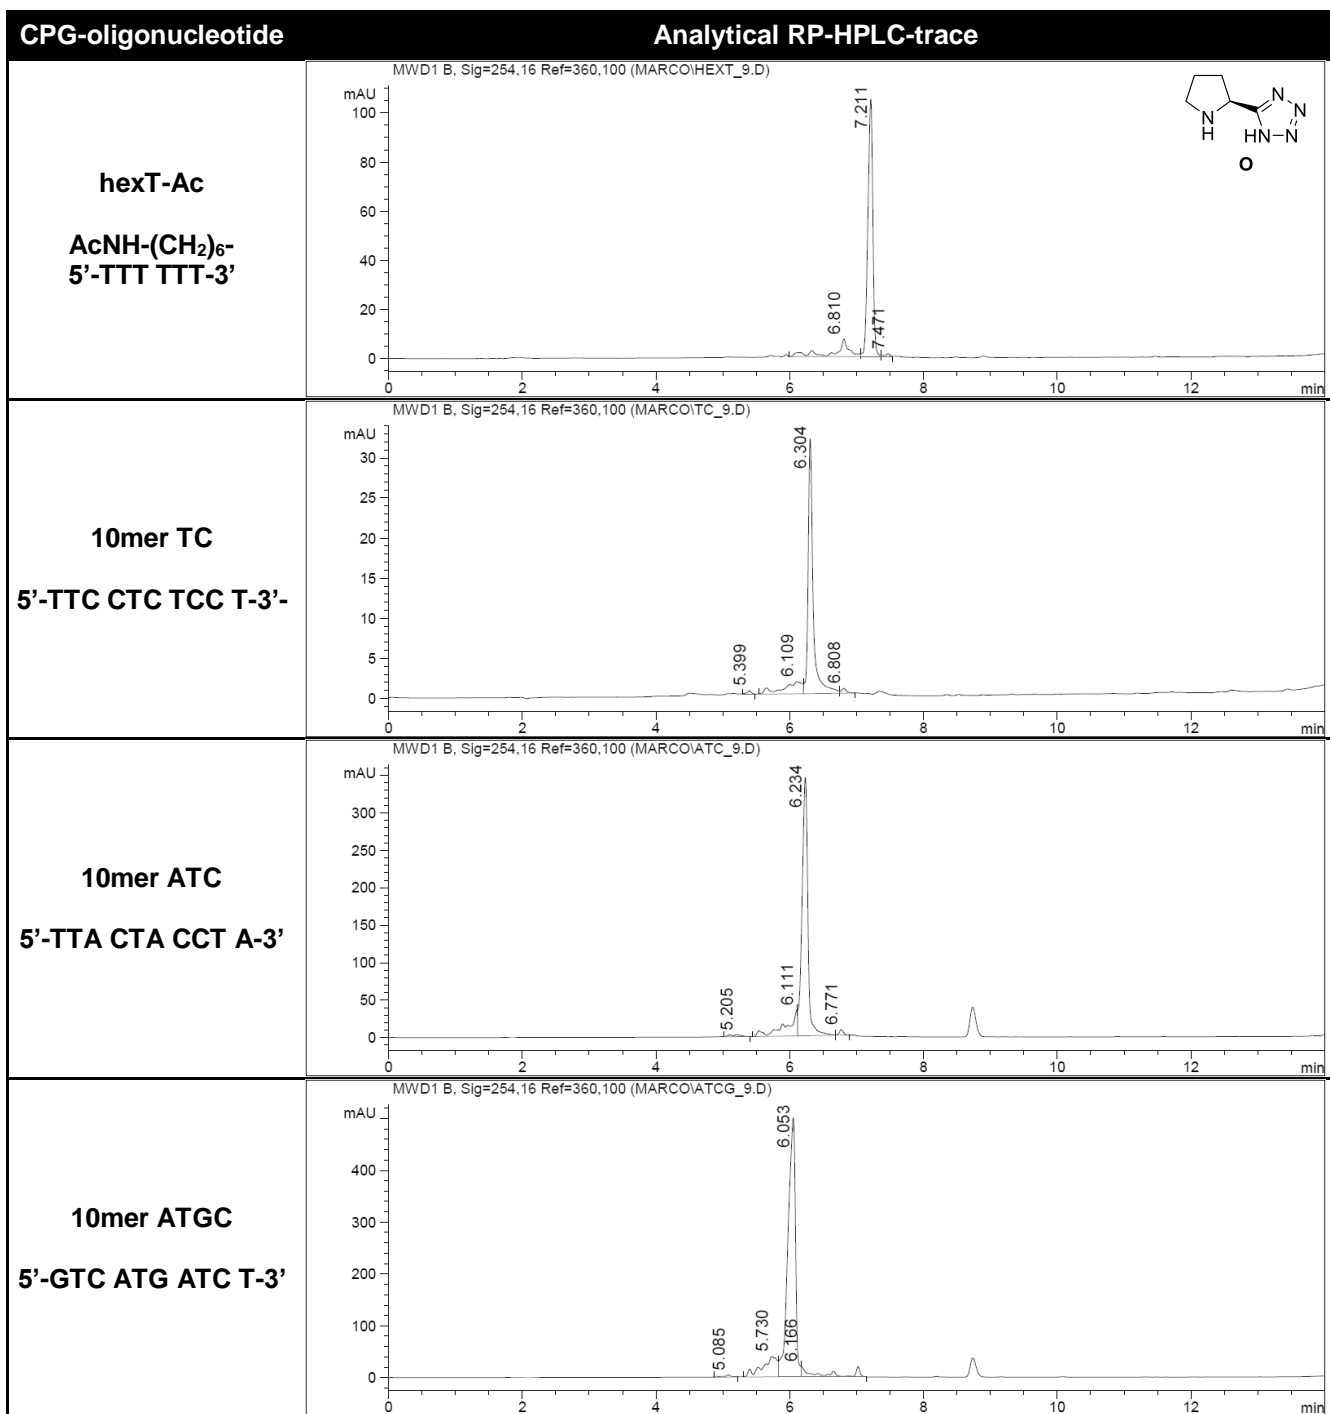 CPG-oligonucleotide
Analytical RP-HPLC-trace
hexT-Ac
AcNH-(CH₂)₆-
5’-TTT TTT-3’
MWD1 B, Sig=254,16 Ref=360,100 (MARCO\HEXT_9.D)
mAU
100
80
60
40
20
0
6.810
7.211
7.471
0 2 4 6 8 10 12 min
N
H
N
N
N
HN
O
10mer TC
5’-TTC CTC TCC T-3’-
MWD1 B, Sig=254,16 Ref=360,100 (MARCO\TC_9.D)
mAU
30
25
20
15
10
5
0
5.399
6.109
6.304
6.808
0 2 4 6 8 10 12 min
10mer ATC
5’-TTA CTA CCT A-3’
MWD1 B, Sig=254,16 Ref=360,100 (MARCO\ATC_9.D)
mAU
300
250
200
150
100
50
0
5.205
6.111
6.234
6.771
0 2 4 6 8 10 12 min
10mer ATGC
5’-GTC ATG ATC T-3’
MWD1 B, Sig=254,16 Ref=360,100 (MARCO\ATCG_9.D)
mAU
400
300
200
100
0
5.085
5.730
6.053
6.166
0 2 4 6 8 10 12 min